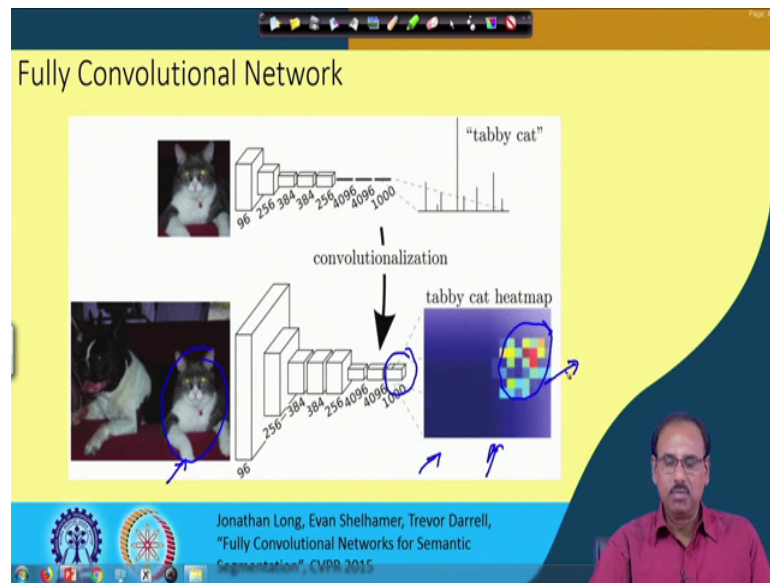 Page: 4
Fully Convolutional Network
"tabby cat"
96 256 384 384 256 4096 4096 1000
convolutionalization
tabby cat heatmap
96 256 384 384 256 4096 4096 1000
Jonathan Long, Evan Shelhamer, Trevor Darrell,
"Fully Convolutional Networks for Semantic
Segmentation", CVPR 2015